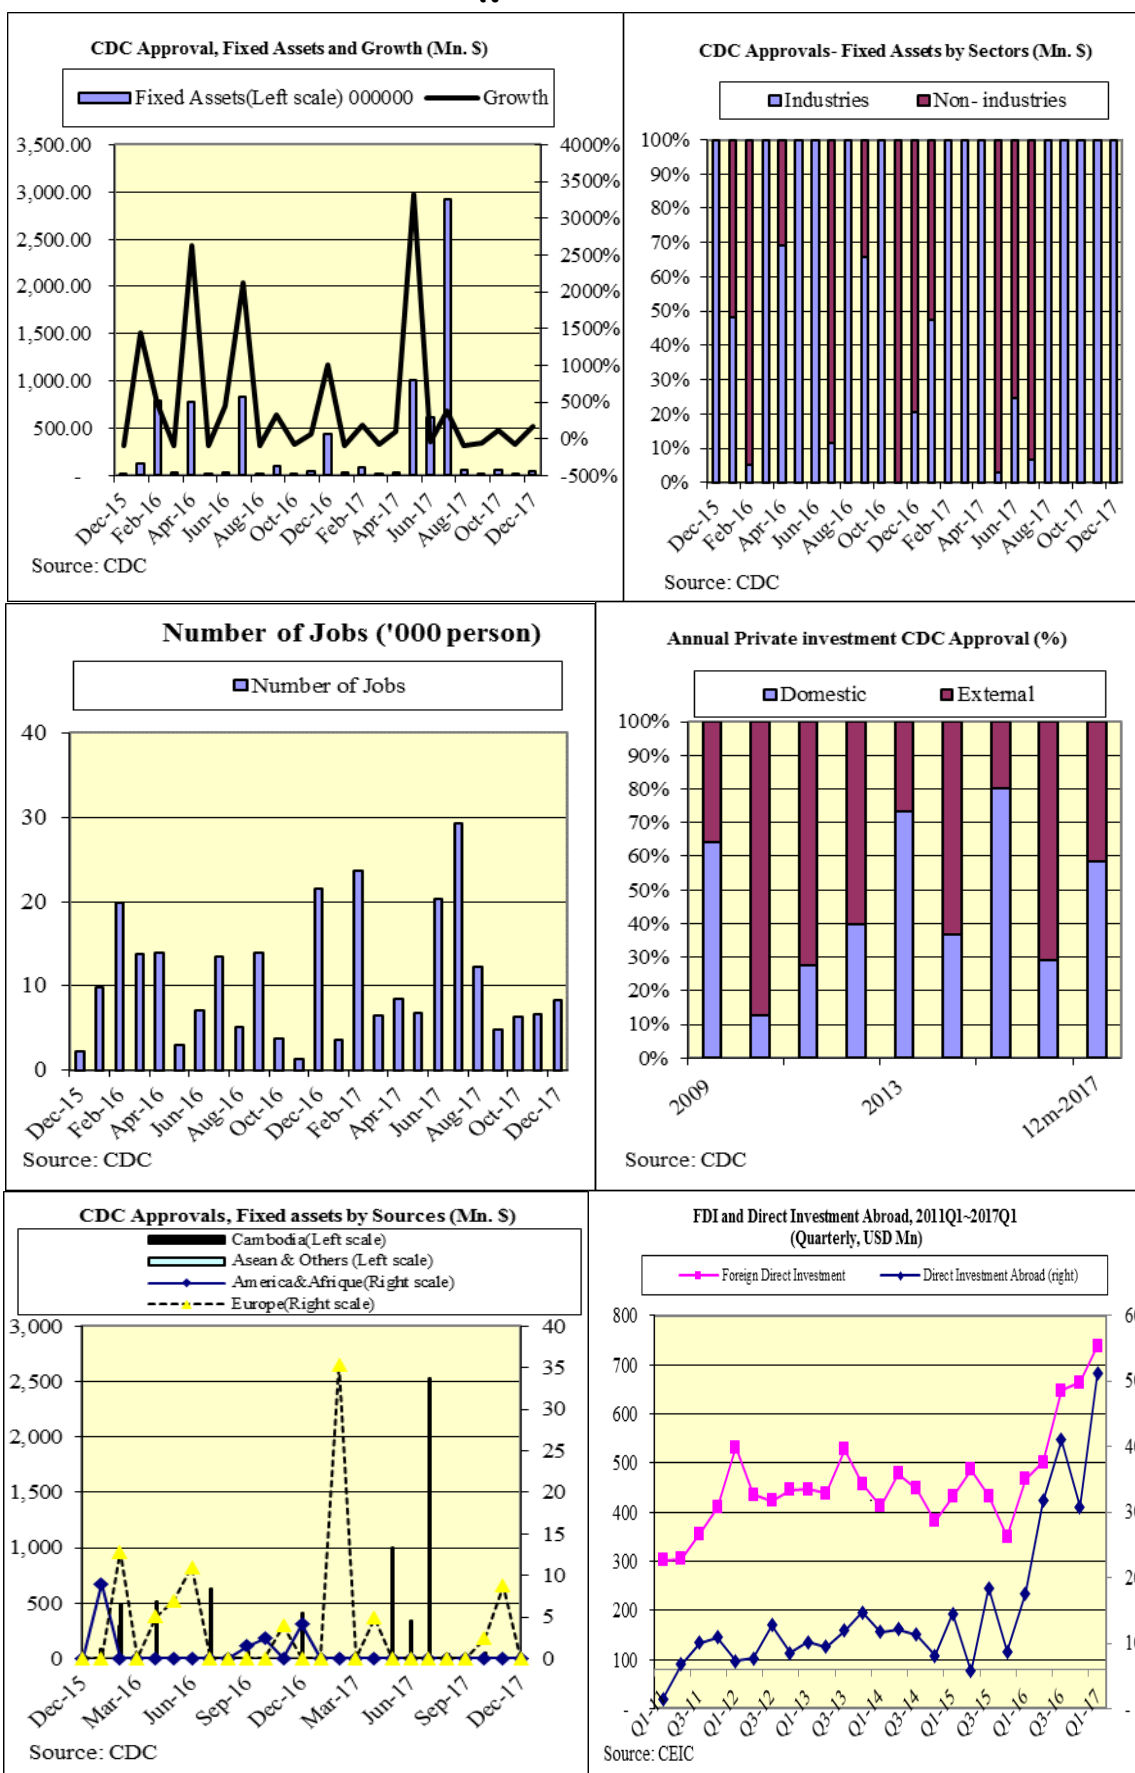 CDC Approval, Fixed Assets and Growth (Mn. $)
Fixed Assets(Left scale) 000000
Growth
3,500.00
3,000.00
2,500.00
2,000.00
1,500.00
1,000.00
500.00
-
4000%
3500%
3000%
2500%
2000%
1500%
1000%
500%
0%
-500%
Dec-15
Feb-16
Apr-16
Jun-16
Aug-16
Oct-16
Dec-16
Feb-17
Apr-17
Jun-17
Aug-17
Oct-17
Dec-17
Source: CDC
CDC Approvals- Fixed Assets by Sectors (Mn. $)
Industries
Non- industries
100%
90%
80%
70%
60%
50%
40%
30%
20%
10%
0%
Dec-15
Feb-16
Apr-16
Jun-16
Aug-16
Oct-16
Dec-16
Feb-17
Apr-17
Jun-17
Aug-17
Oct-17
Dec-17
Source: CDC
Number of Jobs ('000 person)
Number of Jobs
40
30
20
10
0
Dec-15
Feb-16
Apr-16
Jun-16
Aug-16
Oct-16
Dec-16
Feb-17
Apr-17
Jun-17
Aug-17
Oct-17
Dec-17
Source: CDC
Annual Private investment CDC Approval (%)
Domestic
External
100%
90%
80%
70%
60%
50%
40%
30%
20%
10%
0%
2009
2013
12m-2017
Source: CDC
CDC Approvals, Fixed assets by Sources (Mn. $)
Cambodia(Left scale)
Asean & Others (Left scale)
America&Afrique(Right scale)
Europe(Right scale)
3,000
2,500
2,000
1,500
1,000
500
0
40
35
30
25
20
15
10
5
0
Dec-15
Mar-16
Jun-16
Sep-16
Dec-16
Mar-17
Jun-17
Sep-17
Dec-17
Source: CDC
FDI and Direct Investment Abroad, 2011Q1~2017Q1
(Quarterly, USD Mn)
Foreign Direct Investment
Direct Investment Abroad (right)
800
700
600
500
400
300
200
100
-
60
50
40
30
20
10
-
Q1-11
Q3-11
Q1-12
Q3-12
Q1-13
Q3-13
Q1-14
Q3-14
Q1-15
Q3-15
Q1-16
Q3-16
Q1-17
Source: CEIC